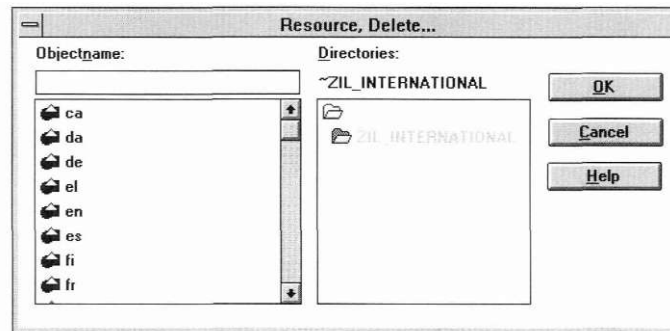 Resource, Delete...
Objectname:
ca
da
de
el
en
es
fi
fr
Directories:
~ZIL_INTERNATIONAL
ZIL_INTERNATIONAL
OK
Cancel
Help